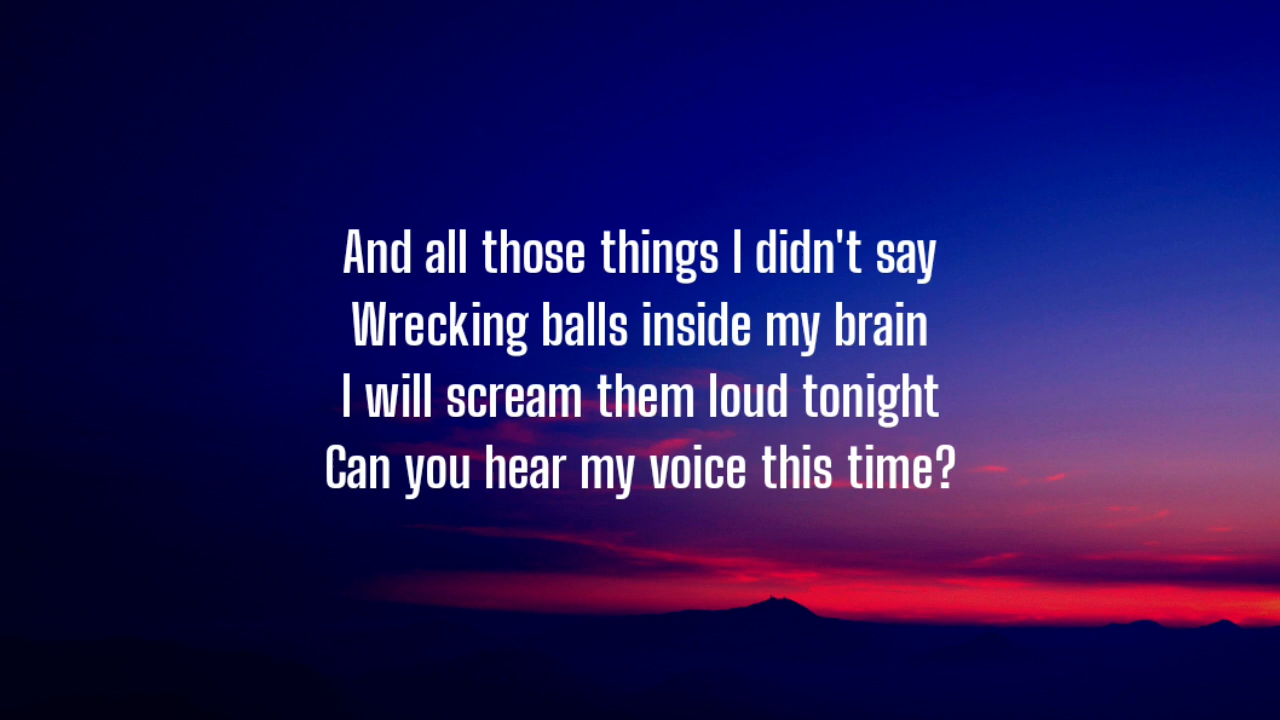 And all those things I didn't say
Wrecking balls inside my brain
I will scream them loud tonight
Can you hear my voice this time?